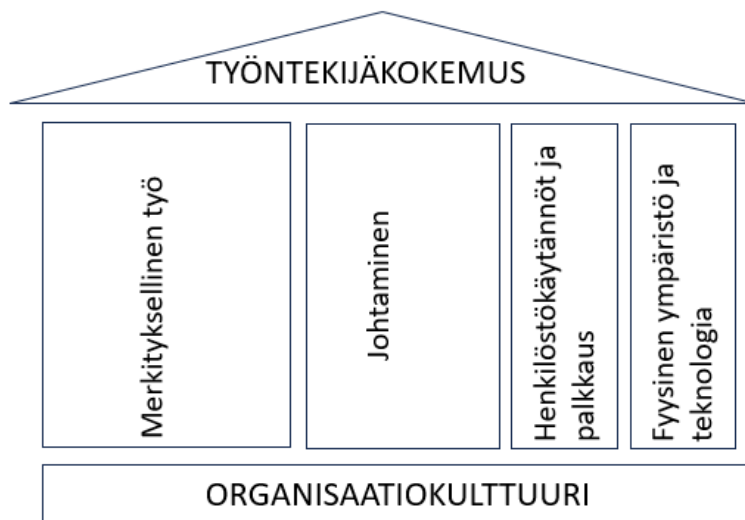 TYÖNTEKIJÄKOKEMUS
Merkityksellinen työ
Johtaminen
Henkilöstökäytännöt ja
palkkaus
Fyysinen ympäristö ja
teknologia
ORGANISAATIOKULTTUURI